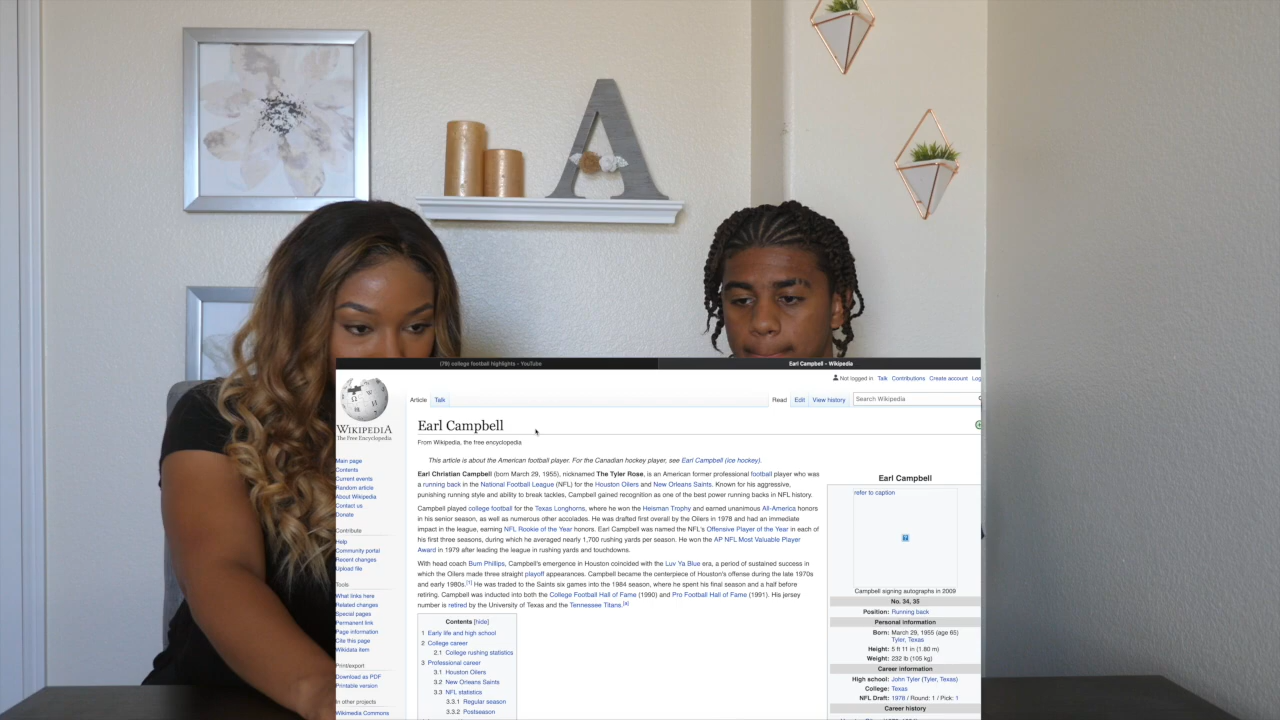 A
(79) college football highlights - YouTube
Earl Campbell - Wikipedia
Not logged in Talk Contributions Create account Log
WIKIPEDIA
The Free Encyclopedia
Article Talk
Read Edit View history
Search Wikipedia
Main page
Contents
Current events
Random article
About Wikipedia
Contact us
Donate
Contribute
Help
Community portal
Recent changes
Upload file
Tools
What links here
Related changes
Special pages
Permanent link
Page information
Cite this page
Wikidata item
Print/export
Download as PDF
Printable version
In other projects
Wikimedia Commons
Earl Campbell
From Wikipedia, the free encyclopedia
This article is about the American football player. For the Canadian hockey player, see Earl Campbell (ice hockey).
Earl Christian Campbell (born March 29, 1955), nicknamed The Tyler Rose, is an American former professional football player who was
a running back in the National Football League (NFL) for the Houston Oilers and New Orleans Saints. Known for his aggressive,
punishing running style and ability to break tackles, Campbell gained recognition as one of the best power running backs in NFL history.
Campbell played college football for the Texas Longhorns, where he won the Heisman Trophy and earned unanimous All-America honors
in his senior season, as well as numerous other accolades. He was drafted first overall by the Oilers in 1978 and had an immediate
impact in the league, earning NFL Rookie of the Year honors. Earl Campbell was named the NFL's Offensive Player of the Year in each of
his first three seasons, during which he averaged nearly 1,700 rushing yards per season. He won the AP NFL Most Valuable Player
Award in 1979 after leading the league in rushing yards and touchdowns.
With head coach Bum Phillips, Campbell's emergence in Houston coincided with the Luv Ya Blue era, a period of sustained success in
which the Oilers made three straight playoff appearances. Campbell became the centerpiece of Houston's offense during the late 1970s
and early 1980s.[1] He was traded to the Saints six games into the 1984 season, where he spent his final season and a half before
retiring. Campbell was inducted into both the College Football Hall of Fame (1990) and Pro Football Hall of Fame (1991). His jersey
number is retired by the University of Texas and the Tennessee Titans.[a]
Contents [hide]
1 Early life and high school
2 College career
2.1 College rushing statistics
3 Professional career
3.1 Houston Oilers
3.2 New Orleans Saints
3.3 NFL statistics
3.3.1 Regular season
3.3.2 Postseason
Earl Campbell
refer to caption
Campbell signing autographs in 2009
No. 34, 35
Position: Running back
Personal information
Born: March 29, 1955 (age 65)
Tyler, Texas
Height: 5 ft 11 in (1.80 m)
Weight: 232 lb (105 kg)
Career information
High school: John Tyler (Tyler, Texas)
College: Texas
NFL Draft: 1978 / Round: 1 / Pick: 1
Career history